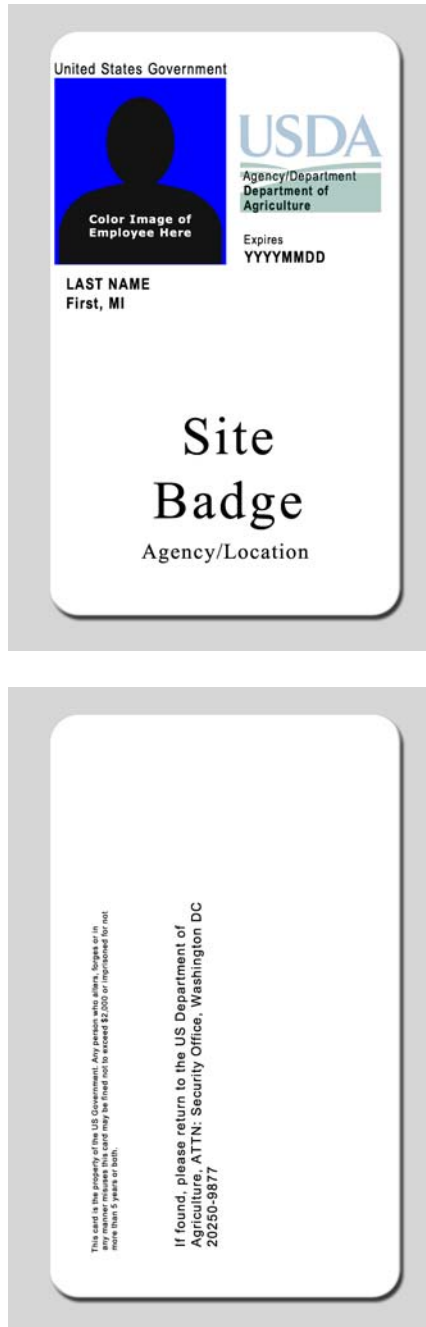 United States Government
Color Image of
Employee Here
USDA
Agency/Department
Department of
Agriculture
Expires
YYYYMMDD
LAST NAME
First, MI
Site
Badge
Agency/Location
This card is the property of the US Government. Any person who alters, forges or in
any manner misuses this card may be fined not to exceed $2,000 or imprisoned for not
more than 5 years or both.
If found, please return to the US Department of
Agriculture, ATTN: Security Office, Washington DC
20250-9877